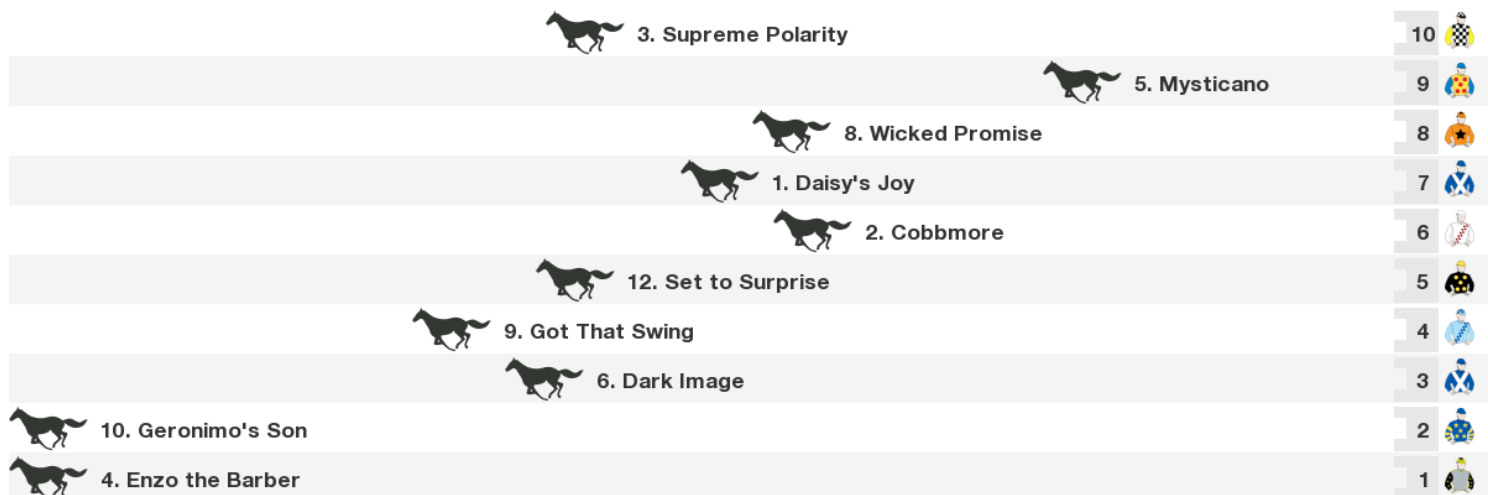 3. Supreme Polarity 10
5. Mysticano 9
8. Wicked Promise 8
1. Daisy's Joy 7
2. Cobbmore 6
12. Set to Surprise 5
9. Got That Swing 4
6. Dark Image 3
10. Geronimo's Son 2
4. Enzo the Barber 1